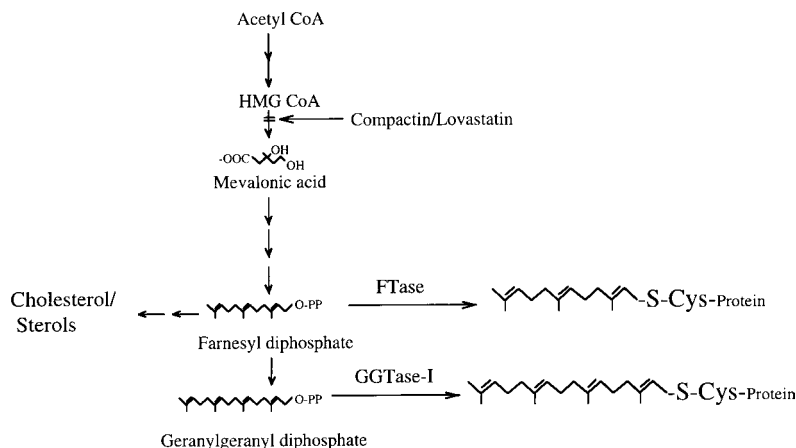 Acetyl CoA
HMG CoA
Compactin/Lovastatin
-OOC
OH
OH
Mevalonic acid
Cholesterol/
Sterols
O-PP
FTase
-S-Cys-Protein
Farnesyl diphosphate
GGTase-I
O-PP
-S-Cys-Protein
Geranylgeranyl diphosphate